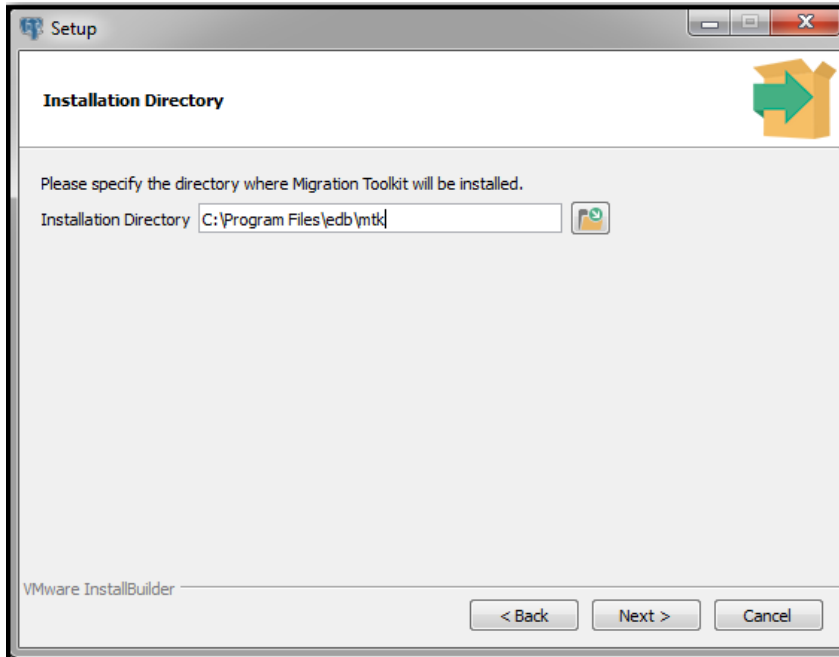 Setup
Installation Directory
Please specify the directory where Migration Toolkit will be installed.
Installation Directory C:\Program Files\edb\mtk
VMware InstallBuilder
< Back Next > Cancel